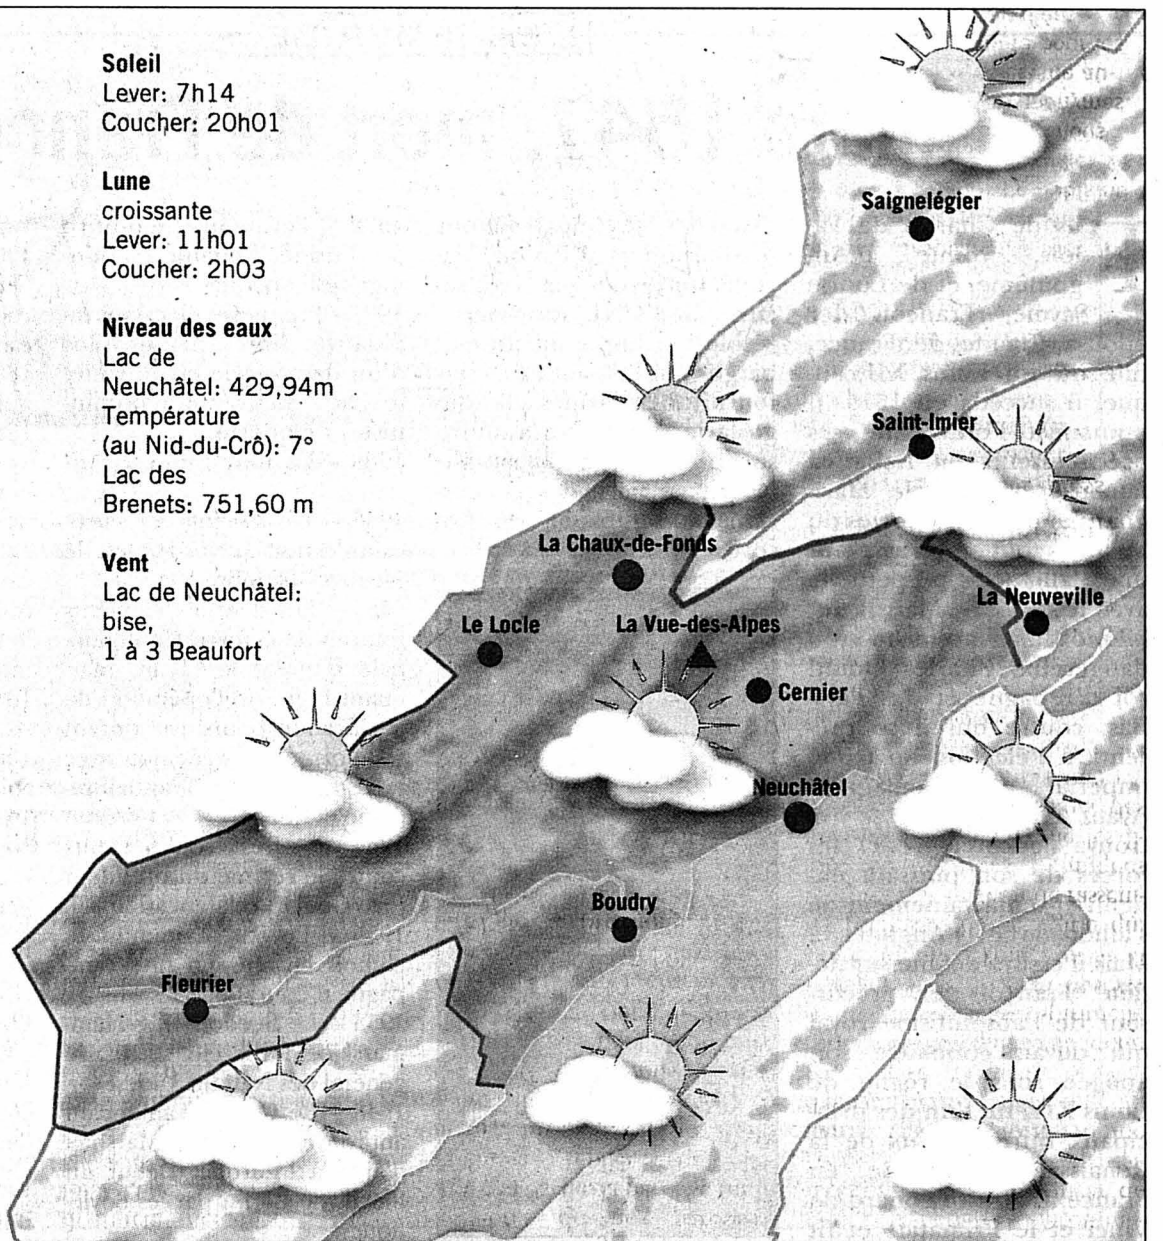 Soleil
Lever: 7h14
Coucher: 20h01
Lune
croissante
Lever: 11h01
Coucher: 2h03
Niveau des eaux
Lac de
Neuchâtel: 429,94m
Température
(au Nid-du-Crô): 7°
Lac des
Brenets: 751,60 m
Vent
Lac de Neuchâtel:
bise,
1 à 3 Beaufort
Saignelégier
Saint-Imier
La Chaux-de-Fonds
La Neuveville
Le Locle
La Vue-des-Alpes
Cernier
Neuchâtel
Boudry
Fleurier